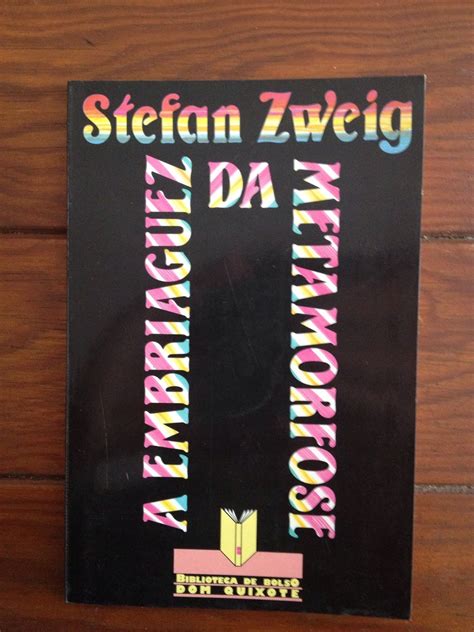 Stefan Zweig
A EMBRIAGUEZ
DA
METAMORFOSE
BIBLIOTECA DE BOLSO
DOM QUIXOTE